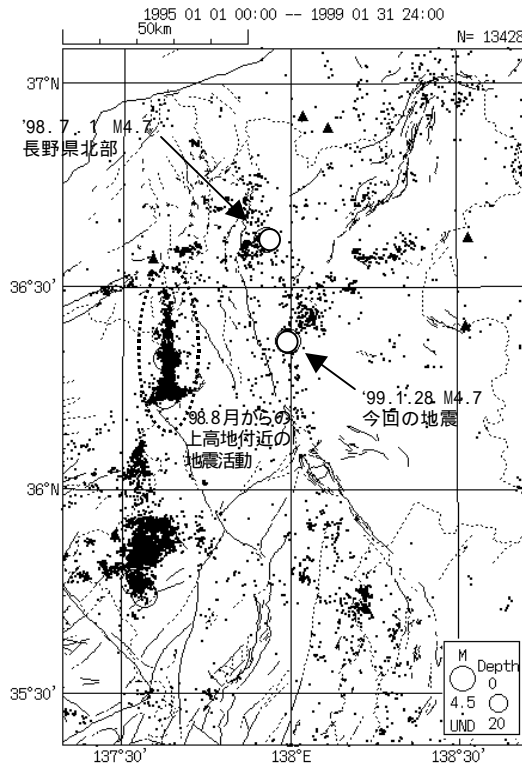 1995 01 01 00:00 -- 1999 01 31 24:00
50km
N= 13428
37°N
'98.7. 1 M4.7
長野県北部
36°30′
'99.1.28 M4.7
今回の地震
'98.8月からの
上高地付近の
地震活動
36°N
M
Depth
0
4.5
20
UND
35°30′
137°30′
138°E
138°30′